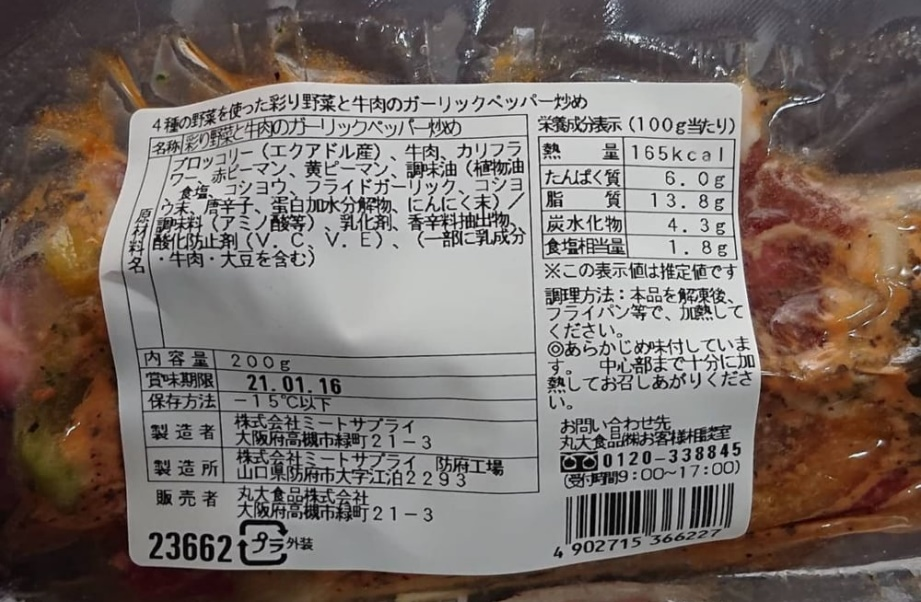 4種の野菜を使った彩り野菜と牛肉のガーリックペッパー炒め
名称 彩り野菜と牛肉のガーリックペッパー炒め
原材料名
ブロッコリー（エクアドル産）、牛肉、カリフラ
ワー、赤ピーマン、黄ピーマン、調味油（植物油
、食塩、コショウ、フライドガーリック、コショ
ウ末、唐辛子、蛋白加水分解物、にんにく末）／
調味料（アミノ酸等）、乳化剤、香辛料抽出物、
酸化防止剤（V．C、V．E）、（一部に乳成分
・牛肉・大豆を含む）
内容量 200g
賞味期限 21.01.16
保存方法 －15℃以下
製造者 株式会社ミートサプライ
大阪府高槻市緑町21－3
製造所 株式会社ミートサプライ 防府工場
山口県防府市大字江泊2293
販売者 丸大食品株式会社
大阪府高槻市緑町21－3
23662 プラ 外装
栄養成分表示（100g当たり）
熱量 165kcal
たんぱく質 6.0g
脂質 13.8g
炭水化物 4.3g
食塩相当量 1.8g
※この表示値は推定値です
調理方法：本品を解凍後、
フライパン等で、加熱して
ください。
◎あらかじめ味付していま
す。 中心部まで十分に加
熱してお召しあがりくださ
い。
お問い合わせ先
丸大食品㈱お客様相談室
0120-338845
（受付時間9：00～17：00）
4 902715 366227